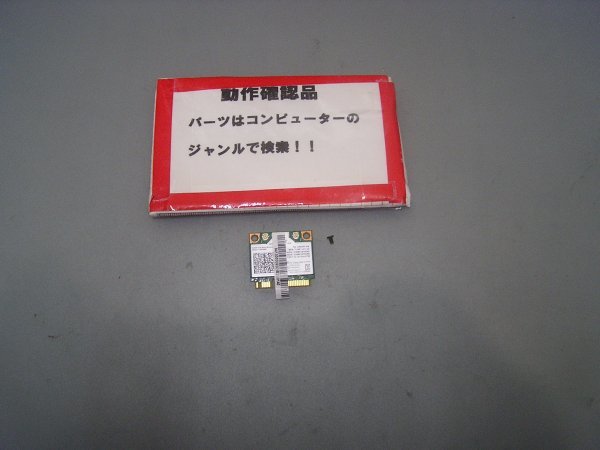 動作確認品
パーツはコンピューターの
ジャンルで検索！！